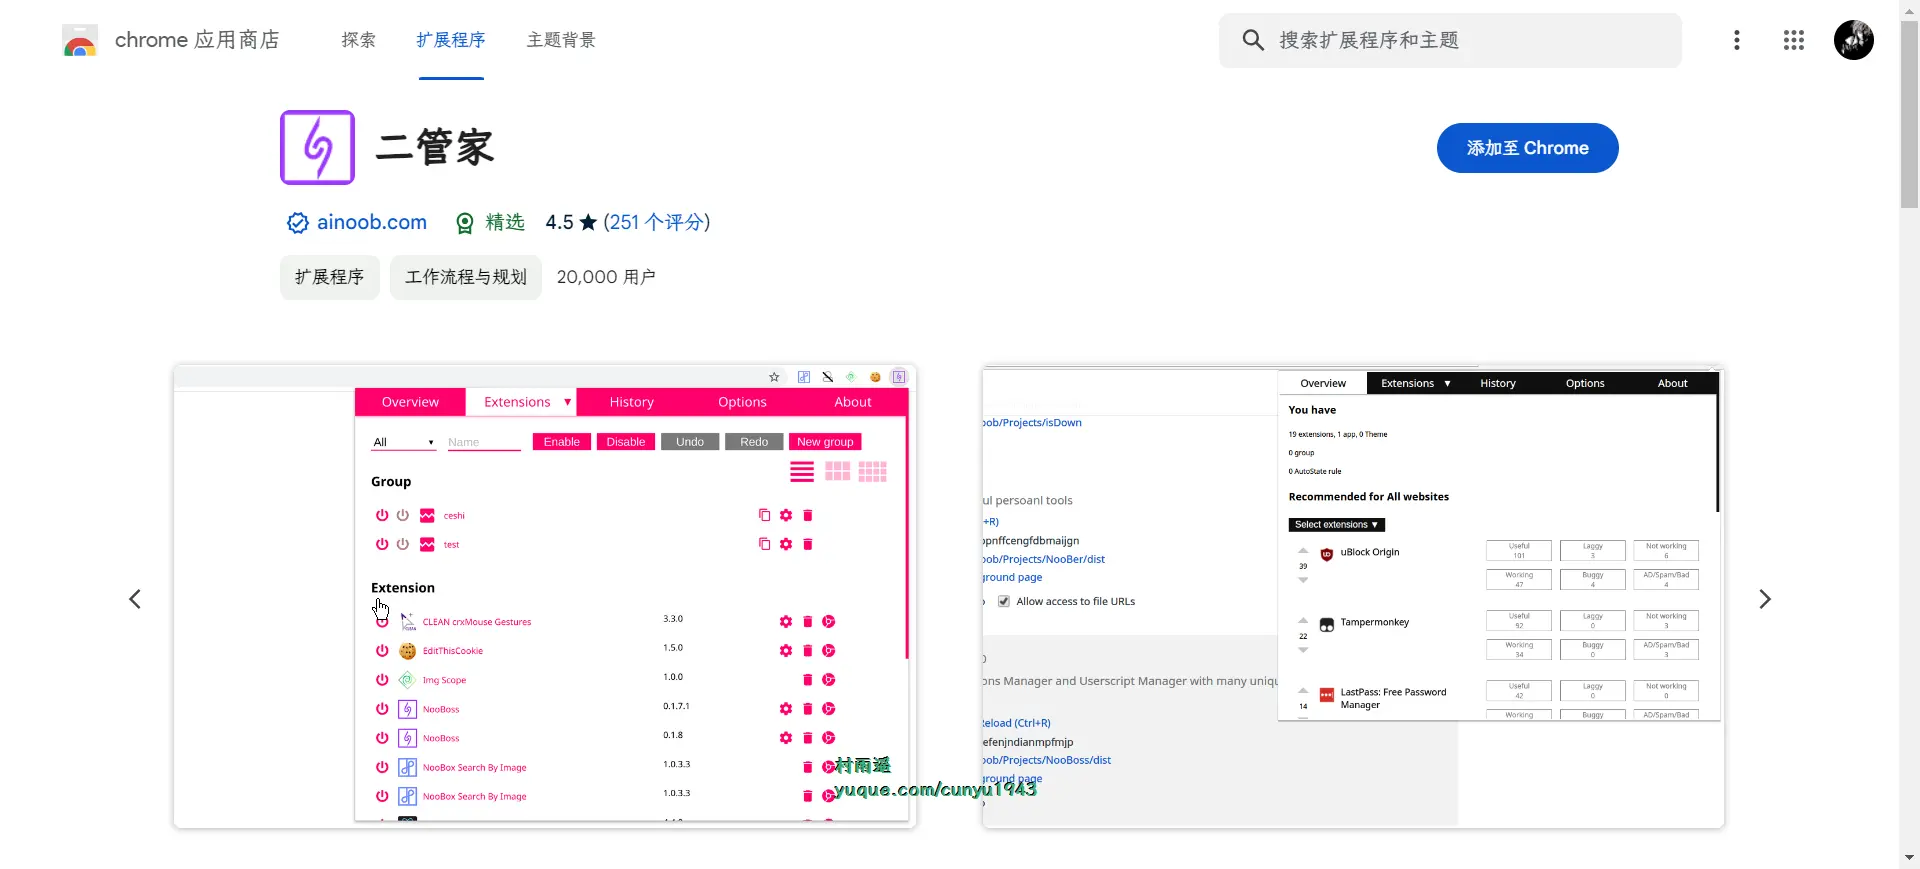 chrome 应用商店 探索 扩展程序 主题背景 搜索扩展程序和主题
二管家 添加至 Chrome
ainoob.com 精选 4.5 ★ (251 个评分)
扩展程序 工作流程与规划 20,000 用户
Overview Extensions ▼ History Options About
All Name Enable Disable Undo Redo New group
Group
ceshi
test
Extension
CLEAN crxMouse Gestures 3.3.0
EditThisCookie 1.5.0
Img Scope 1.0.0
NooBoss 0.1.7.1
NooBoss 0.1.8
NooBox Search By Image 1.0.3.3
NooBox Search By Image 1.0.3.3
oob/Projects/isDown
ul persoanl tools
+R)
opnffcengfdbmaijgn
oob/Projects/NooBer/dist
ground page
Allow access to file URLs
ons Manager and Userscript Manager with many uniqu
Reload (Ctrl+R)
efenjndianmpfmjp
oob/Projects/NooBoss/dist
ground page
Overview Extensions ▼ History Options About
You have
19 extensions, 1 app, 0 Theme
0 group
0 AutoState rule
Recommended for All websites
Select extensions ▼
39 uBlock Origin
Useful 101 Laggy 3 Not working 6
Working 47 Buggy 4 AD/Spam/Bad 4
22 Tampermonkey
Useful 92 Laggy 0 Not working 3
Working 34 Buggy 0 AD/Spam/Bad 3
14 LastPass: Free Password
Manager
Useful 42 Laggy 0 Not working 0
Working Buggy AD/Spam/Bad
村雨遥
yuque.com/cunyu1943